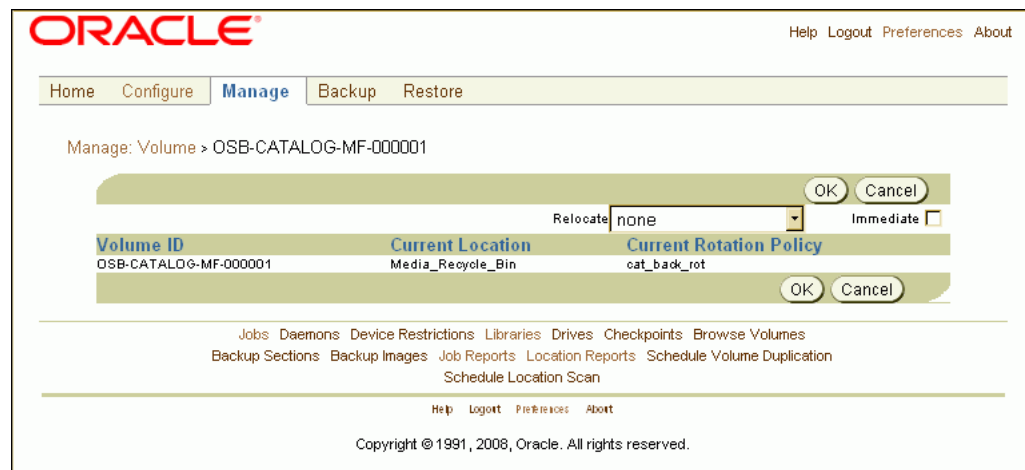 ORACLE
Help Logout Preferences About
Home Configure Manage Backup Restore
Manage: Volume > OSB-CATALOG-MF-000001
OK Cancel
Relocate none Immediate
Volume ID Current Location Current Rotation Policy
OSB-CATALOG-MF-000001 Media_Recycle_Bin cat_back_rot
OK Cancel
Jobs Daemons Device Restrictions Libraries Drives Checkpoints Browse Volumes
Backup Sections Backup Images Job Reports Location Reports Schedule Volume Duplication
Schedule Location Scan
Help Logout Preferences About
Copyright © 1991, 2008, Oracle. All rights reserved.